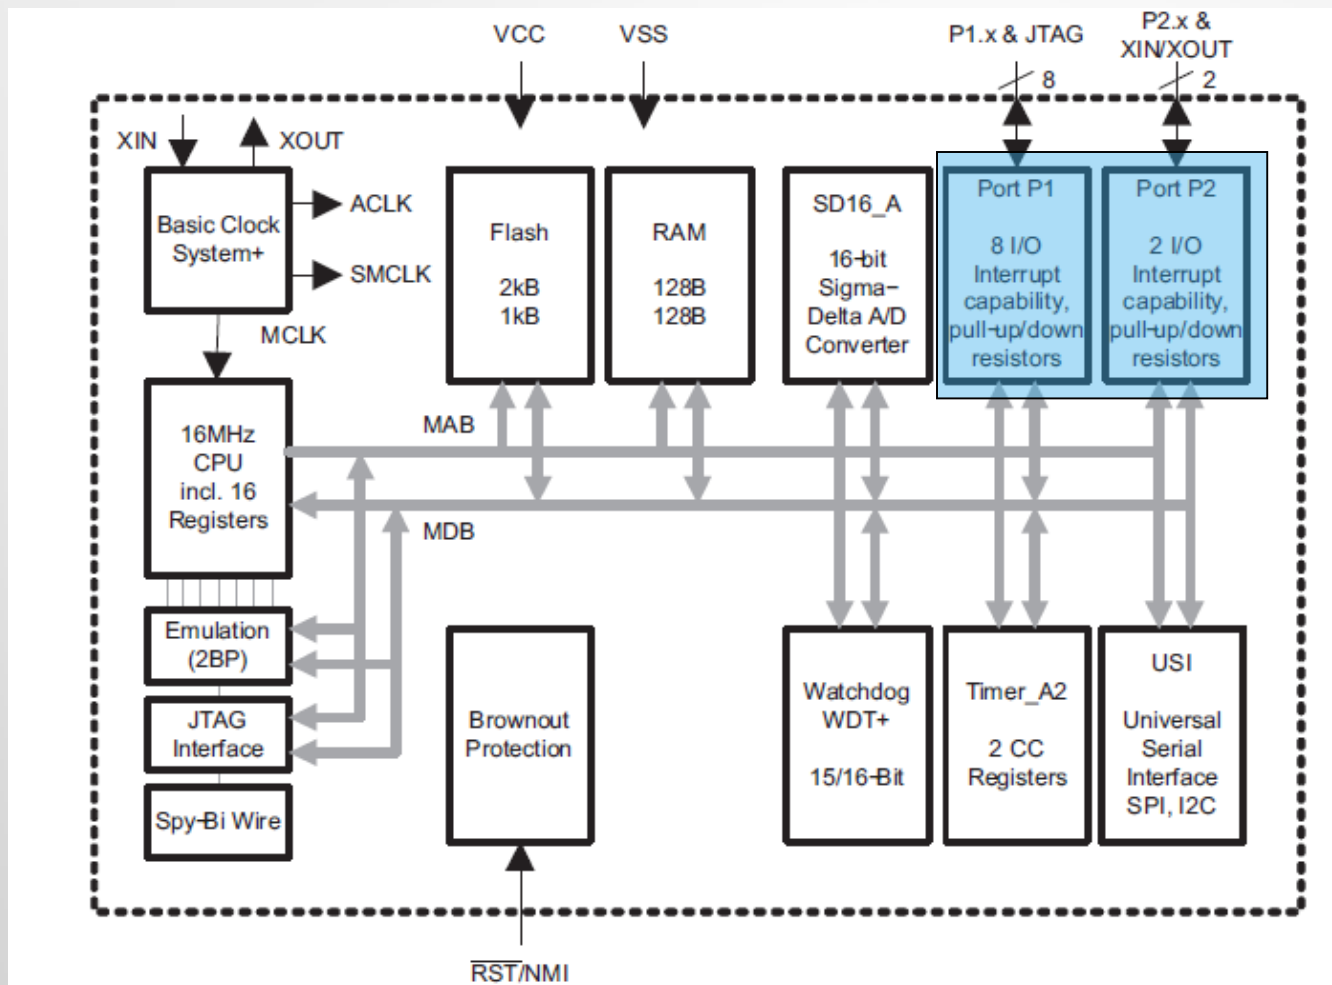 VCC
VSS
P1.x & JTAG
P2.x &
XIN/XOUT
8
2
XIN
XOUT
Basic Clock
System+
ACLK
SMCLK
MCLK
Flash
2kB
1kB
RAM
128B
128B
SD16_A
16-bit
Sigma-
Delta A/D
Converter
Port P1
8 I/O
Interrupt
capability,
pull-up/down
resistors
Port P2
2 I/O
Interrupt
capability,
pull-up/down
resistors
16MHz
CPU
incl. 16
Registers
MAB
MDB
Emulation
(2BP)
JTAG
Interface
Spy-Bi Wire
Brownout
Protection
Watchdog
WDT+
15/16-Bit
Timer_A2
2 CC
Registers
USI
Universal
Serial
Interface
SPI, I2C
RST/NMI